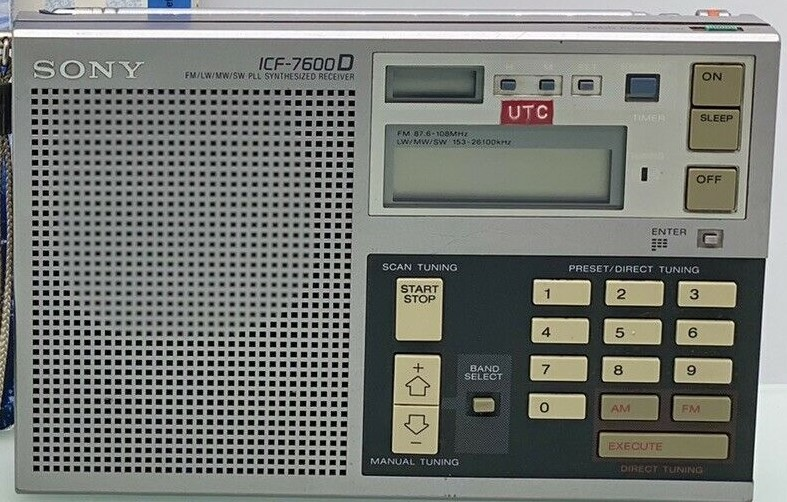 SONY
ICF-7600D
FM/LW/MW/SW PLL SYNTHESIZED RECEIVER
ON
UTC
SLEEP
TIMER
FM 87.6-108MHz
LW/MW/SW 153-26100kHz
OFF
ENTER
SCAN TUNING
PRESET/DIRECT TUNING
START
STOP
1 2 3
4 5 6
+
BAND
SELECT
7 8 9
0 AM FM
−
EXECUTE
MANUAL TUNING
DIRECT TUNING